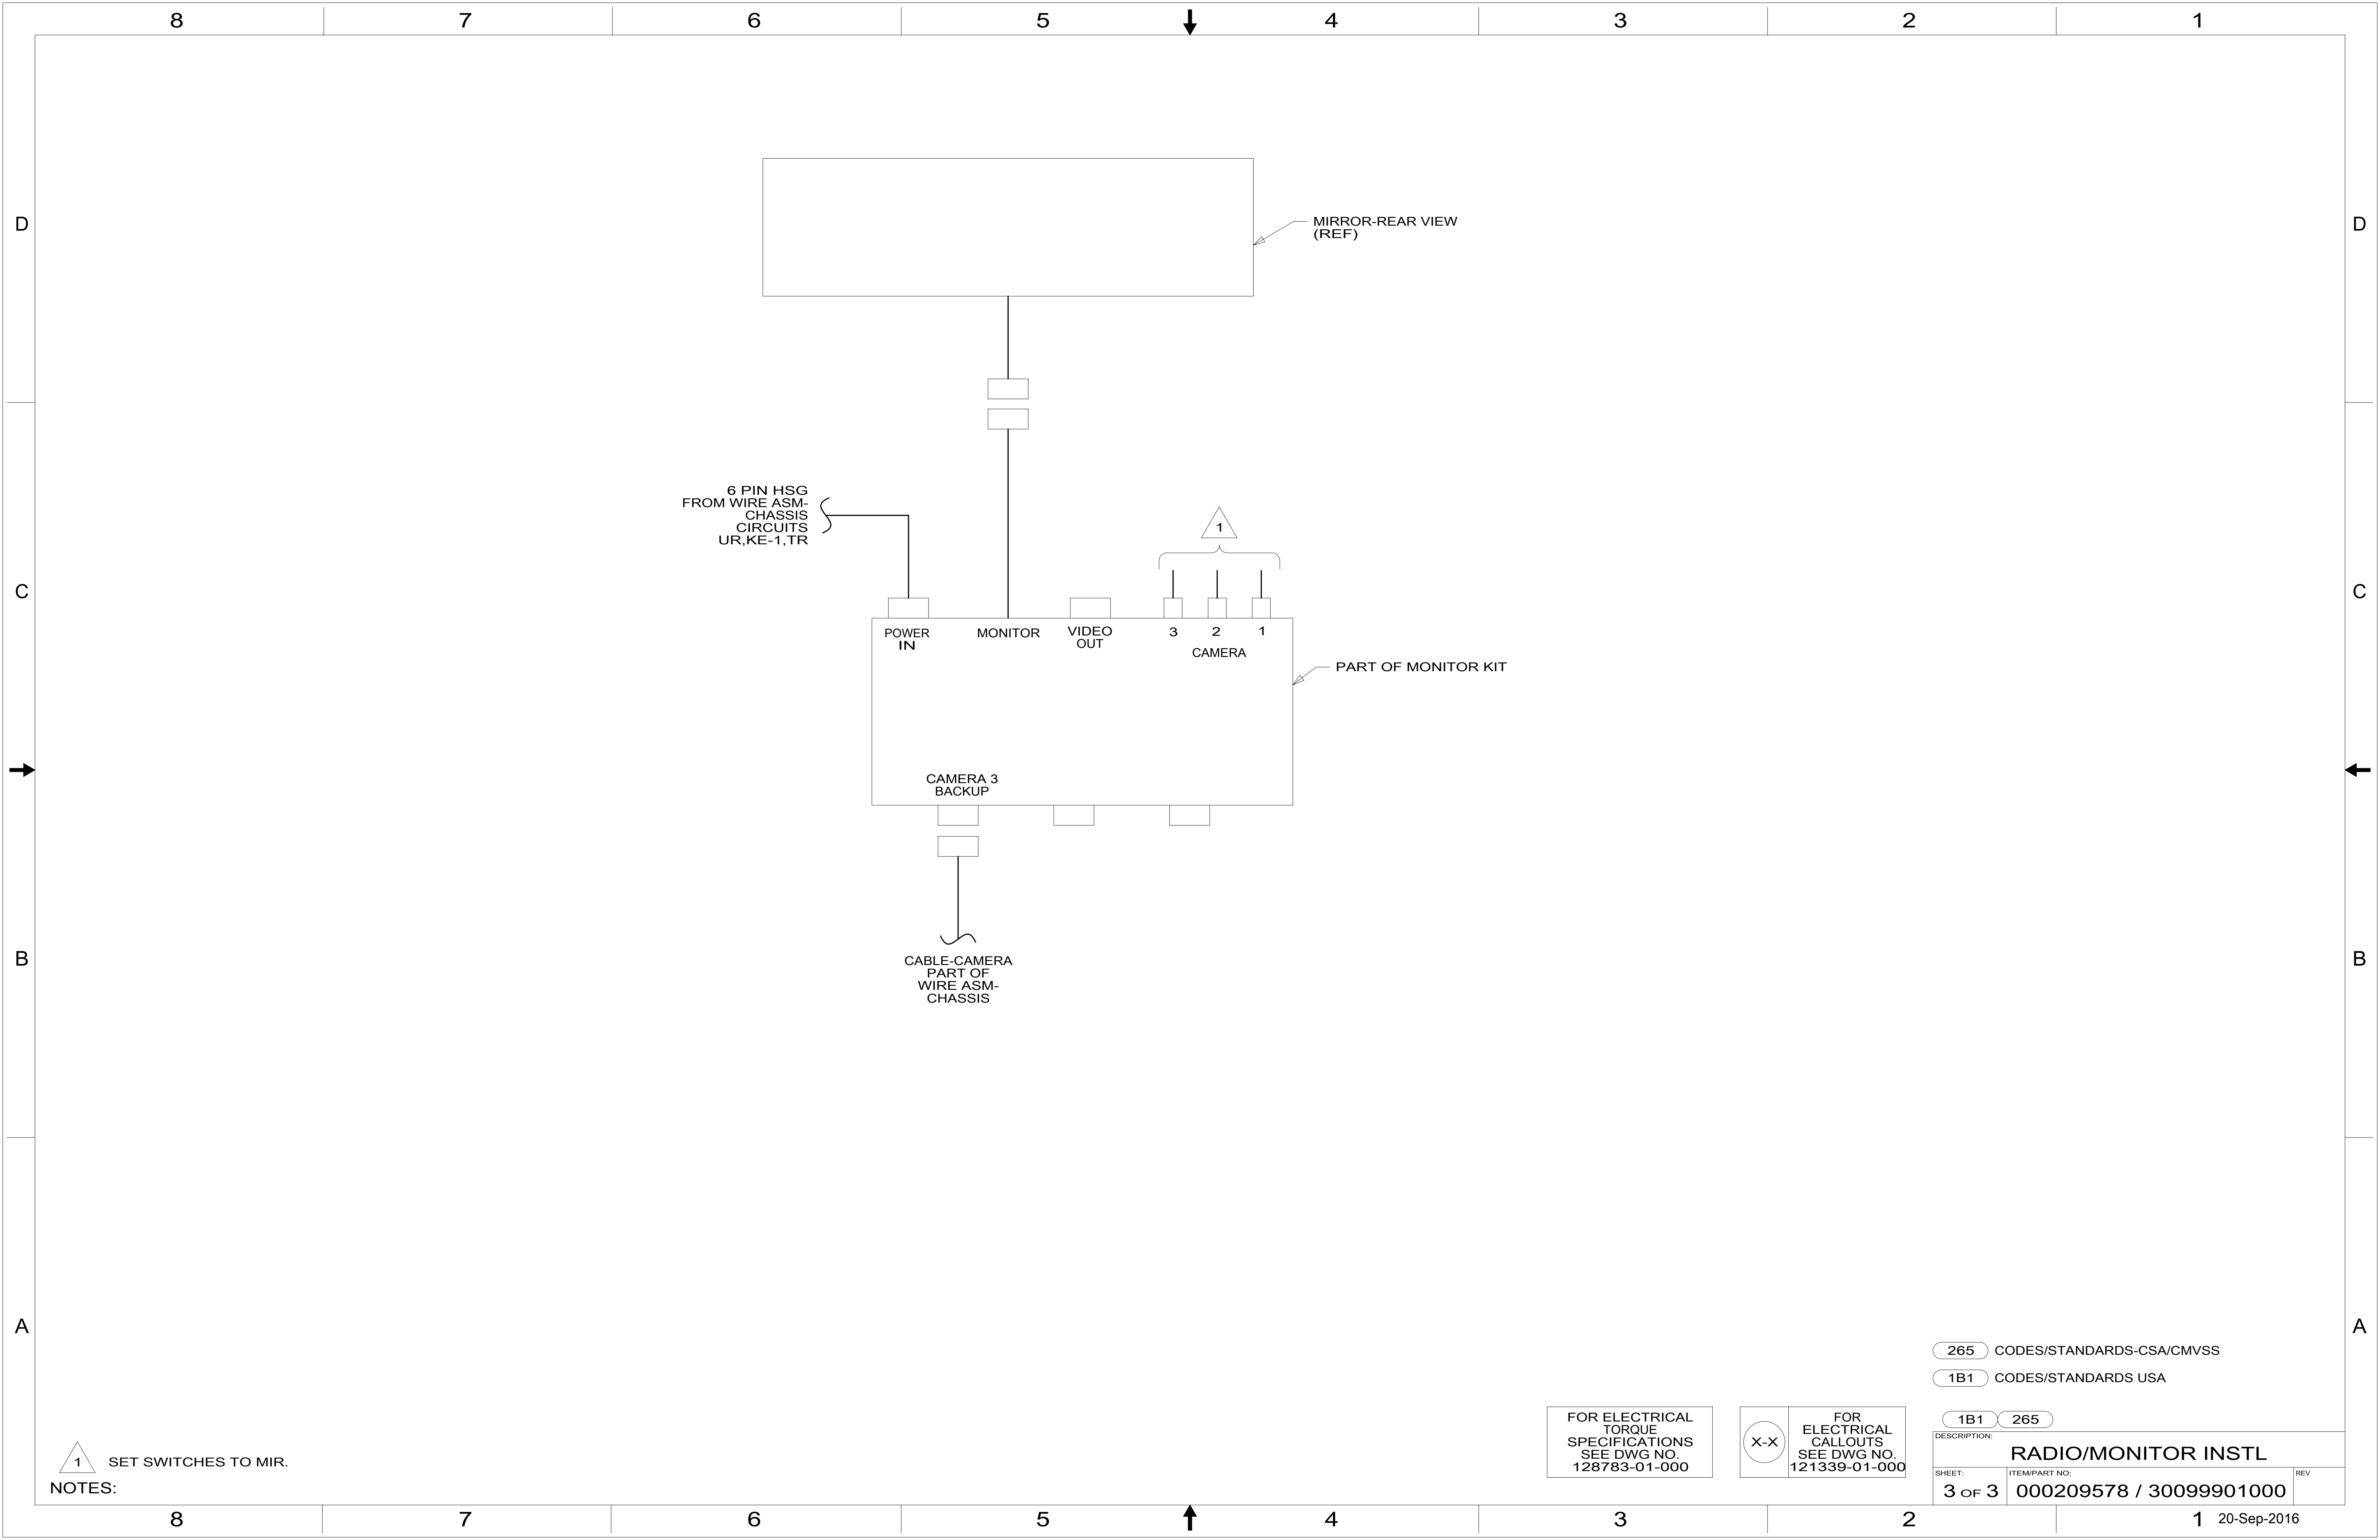 8 7 6 5 4 3 2 1
D D
MIRROR-REAR VIEW
(REF)
6 PIN HSG
FROM WIRE ASM-
CHASSIS
CIRCUITS
UR,KE-1,TR
1
C C
POWER
IN
MONITOR
VIDEO
OUT
3 2 1
CAMERA
PART OF MONITOR KIT
CAMERA 3
BACKUP
B B
CABLE-CAMERA
PART OF
WIRE ASM-
CHASSIS
A A
265 CODES/STANDARDS-CSA/CMVSS
1B1 CODES/STANDARDS USA
1 SET SWITCHES TO MIR.
NOTES:
FOR ELECTRICAL
TORQUE
SPECIFICATIONS
SEE DWG NO.
128783-01-000
X-X
FOR
ELECTRICAL
CALLOUTS
SEE DWG NO.
121339-01-000
1B1 265
DESCRIPTION:
RADIO/MONITOR INSTL
SHEET:
3 OF 3
ITEM/PART NO:
000209578 / 30099901000
REV
8 7 6 5 4 3 2 1
20-Sep-2016